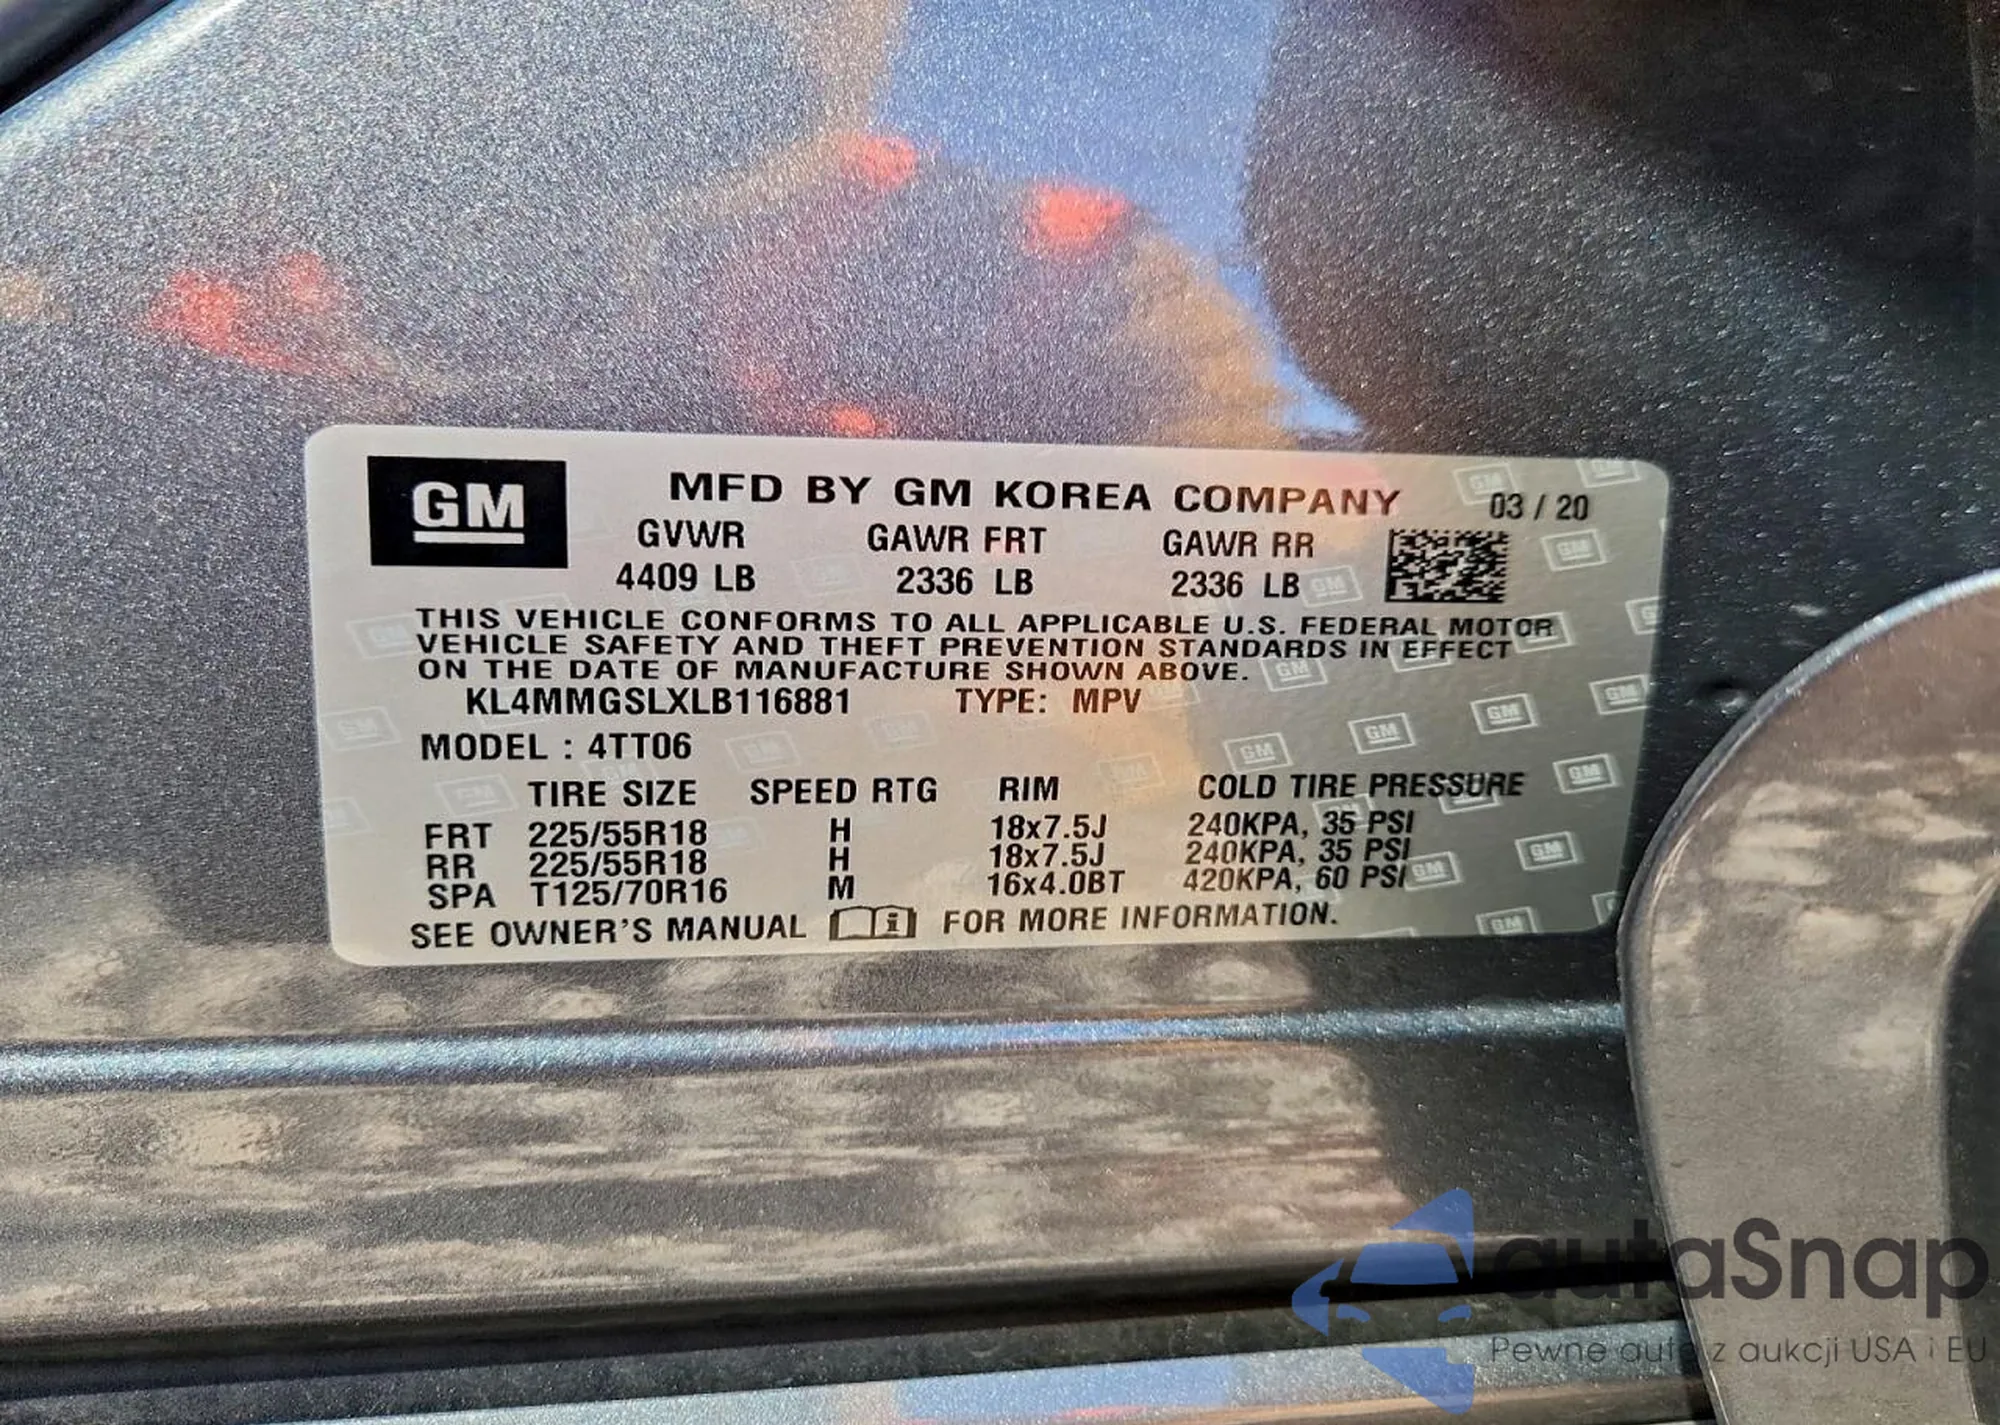 GM
MFD BY GM KOREA COMPANY 03 / 20
GVWR GAWR FRT GAWR RR
4409 LB 2336 LB 2336 LB
THIS VEHICLE CONFORMS TO ALL APPLICABLE U.S. FEDERAL MOTOR
VEHICLE SAFETY AND THEFT PREVENTION STANDARDS IN EFFECT
ON THE DATE OF MANUFACTURE SHOWN ABOVE.
KL4MMGSLXLB116881 TYPE: MPV
MODEL : 4TT06
TIRE SIZE SPEED RTG RIM COLD TIRE PRESSURE
FRT 225/55R18 H 18x7.5J 240KPA, 35 PSI
RR 225/55R18 H 18x7.5J 240KPA, 35 PSI
SPA T125/70R16 M 16x4.0BT 420KPA, 60 PSI
SEE OWNER'S MANUAL i FOR MORE INFORMATION.
autaSnap
Pewne auta z aukcji USA i EU